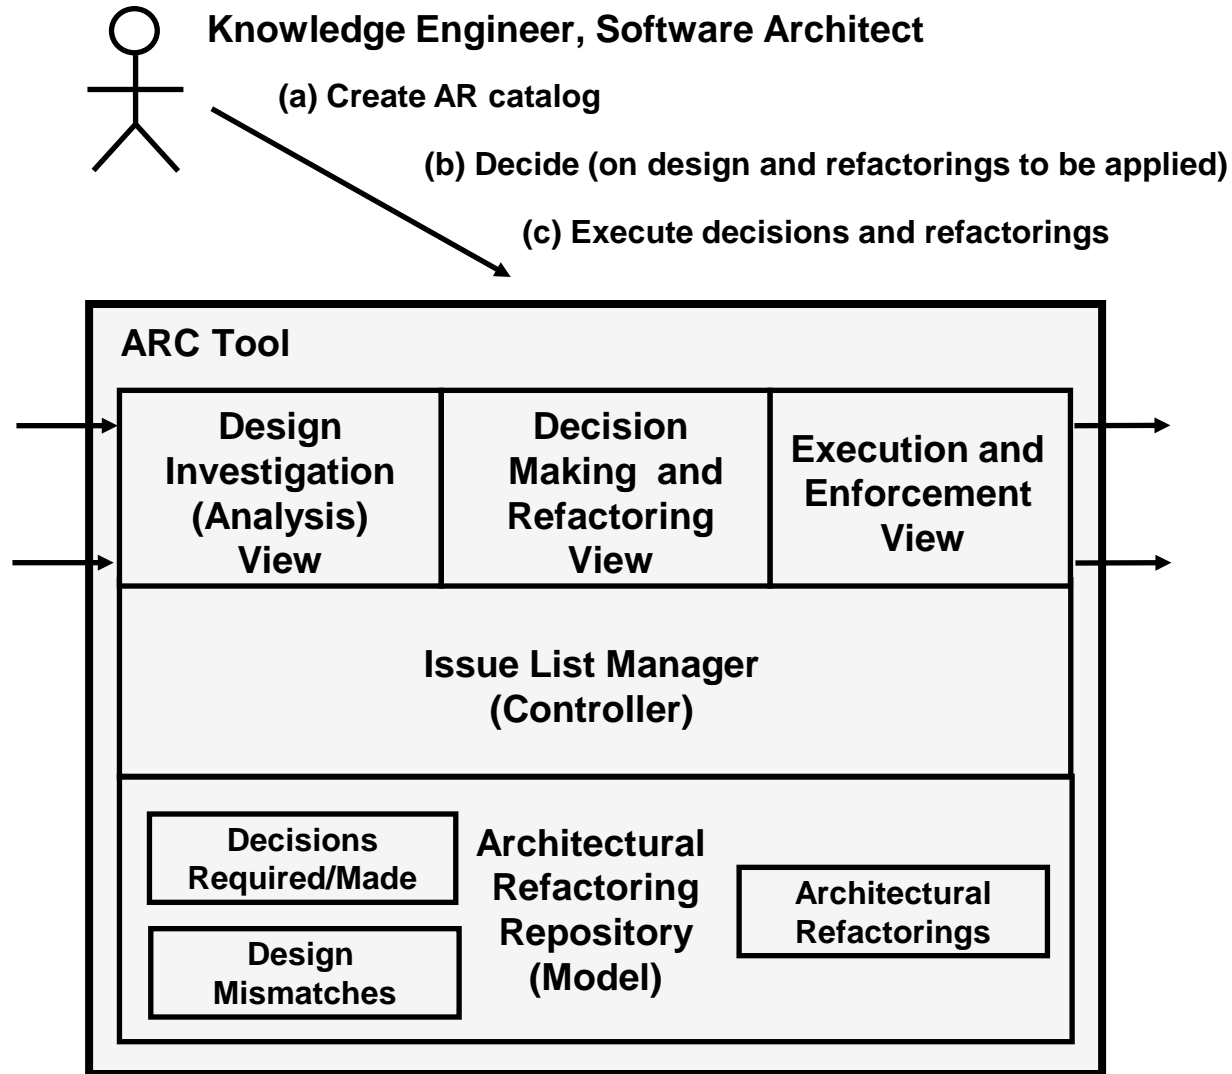 Knowledge Engineer, Software Architect
(a) Create AR catalog
(b) Decide (on design and refactorings to be applied)
(c) Execute decisions and refactorings
ARC Tool
Design
Investigation
(Analysis)
View
Decision
Making and
Refactoring
View
Execution and
Enforcement
View
Issue List Manager
(Controller)
Decisions
Required/Made
Design
Mismatches
Architectural
Refactoring
Repository
(Model)
Architectural
Refactorings